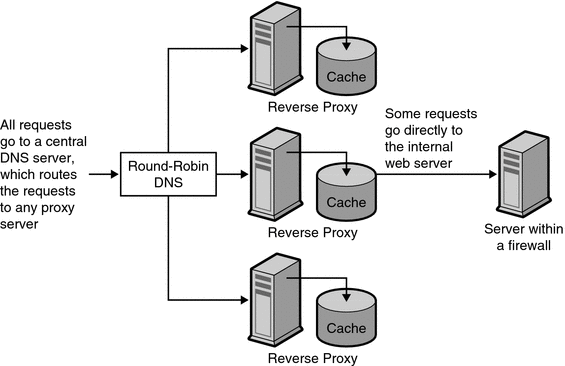 All requests
go to a central
DNS server,
which routes
the requests
to any proxy
server
Round-Robin
DNS
Cache
Reverse Proxy
Cache
Reverse Proxy
Cache
Reverse Proxy
Some requests
go directly to
the internal
web server
Server within
a firewall